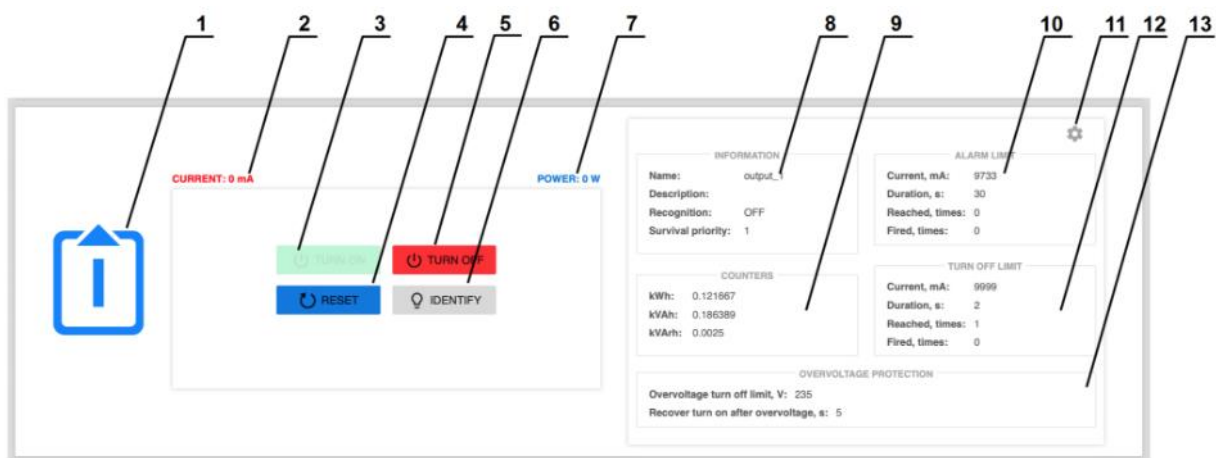 1 2 3 4 5 6 7 8 9 10 11 12 13
CURRENT: 0 mA
POWER: 0 W
TURN ON
TURN OFF
RESET
IDENTIFY
INFORMATION
Name: output_1
Description:
Recognition: OFF
Survival priority: 1
COUNTERS
kWh: 0.121667
kVAh: 0.186389
kVArh: 0.0025
ALARM LIMIT
Current, mA: 9733
Duration, s: 30
Reached, times: 0
Fired, times: 0
TURN OFF LIMIT
Current, mA: 9999
Duration, s: 2
Reached, times: 1
Fired, times: 0
OVERVOLTAGE PROTECTION
Overvoltage turn off limit, V: 235
Recover turn on after overvoltage, s: 5